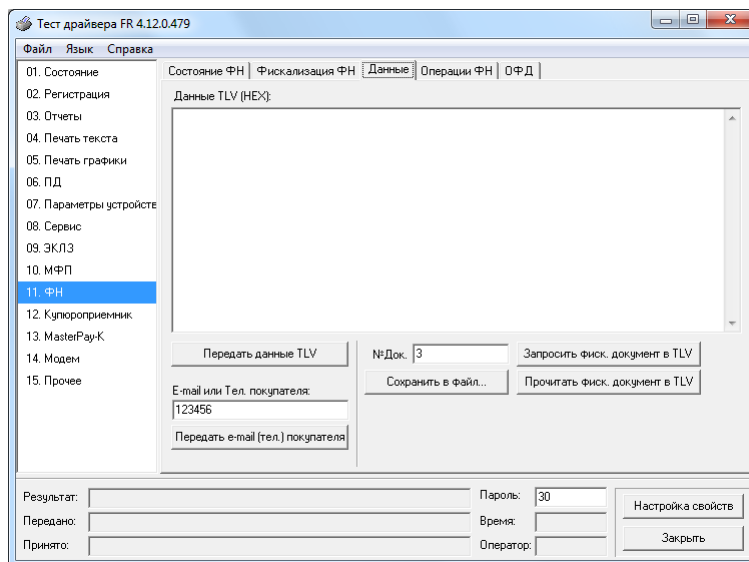 Тест драйвера FR 4.12.0.479
Файл Язык Справка
01. Состояние
02. Регистрация
03. Отчеты
04. Печать текста
05. Печать графики
06. ПД
07. Параметры устройств
08. Сервис
09. ЭКЛЗ
10. МФП
11. ФН
12. Купюроприемник
13. MasterPay-K
14. Модем
15. Прочее
Состояние ФН Фискализация ФН Данные Операции ФН ОФД
Данные TLV (HEX):
Передать данные TLV
№Док. 3
Запросить фиск. документ в TLV
Сохранить в файл...
Прочитать фиск. документ в TLV
E-mail или Тел. покупателя:
123456
Передать e-mail (тел.) покупателя
Результат:
Передано:
Принято:
Пароль: 30
Время:
Оператор:
Настройка свойств
Закрыть